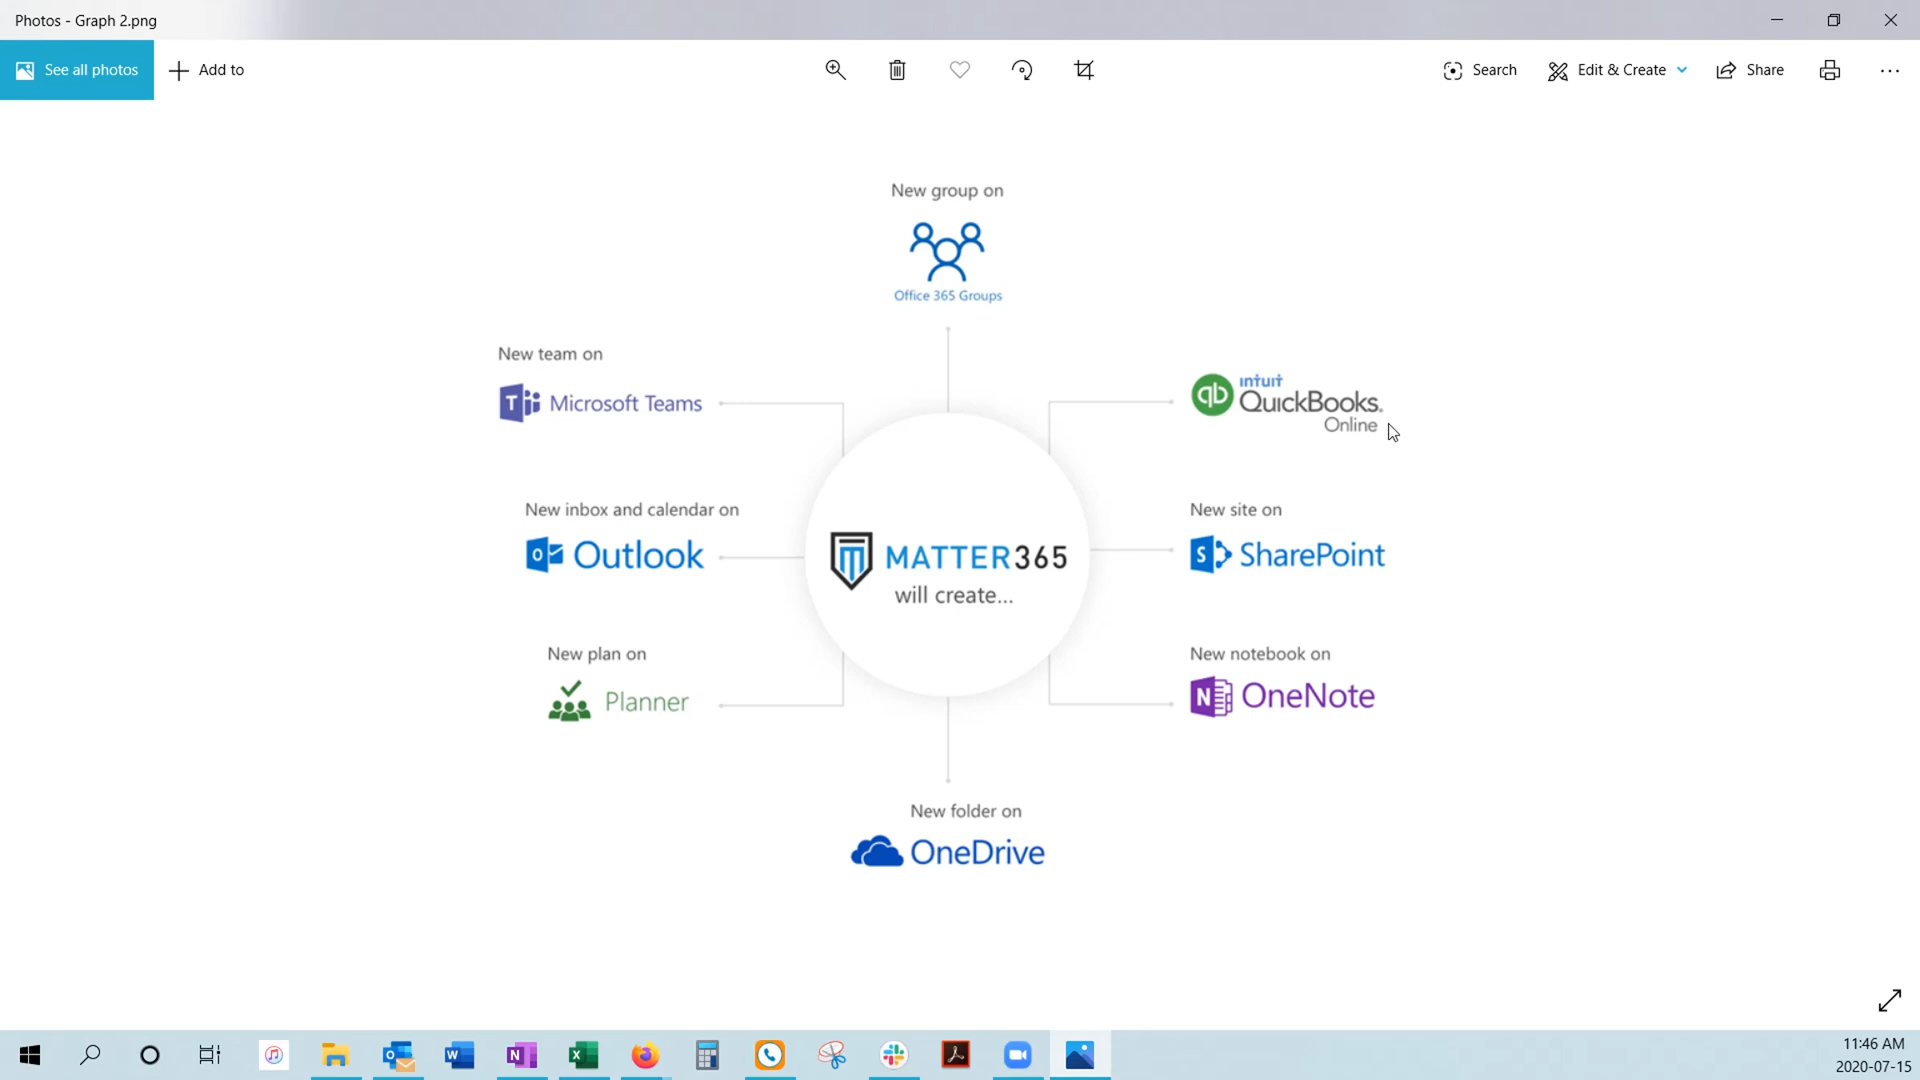 Photos - Graph 2.png
See all photos
Add to
Search
Edit & Create
Share
New group on
Office 365 Groups
New team on
Microsoft Teams
qb
intuit
QuickBooks.
Online
New inbox and calendar on
Outlook
MATTER365
will create...
New site on
SharePoint
New plan on
Planner
New notebook on
OneNote
New folder on
OneDrive
11:46 AM
2020-07-15